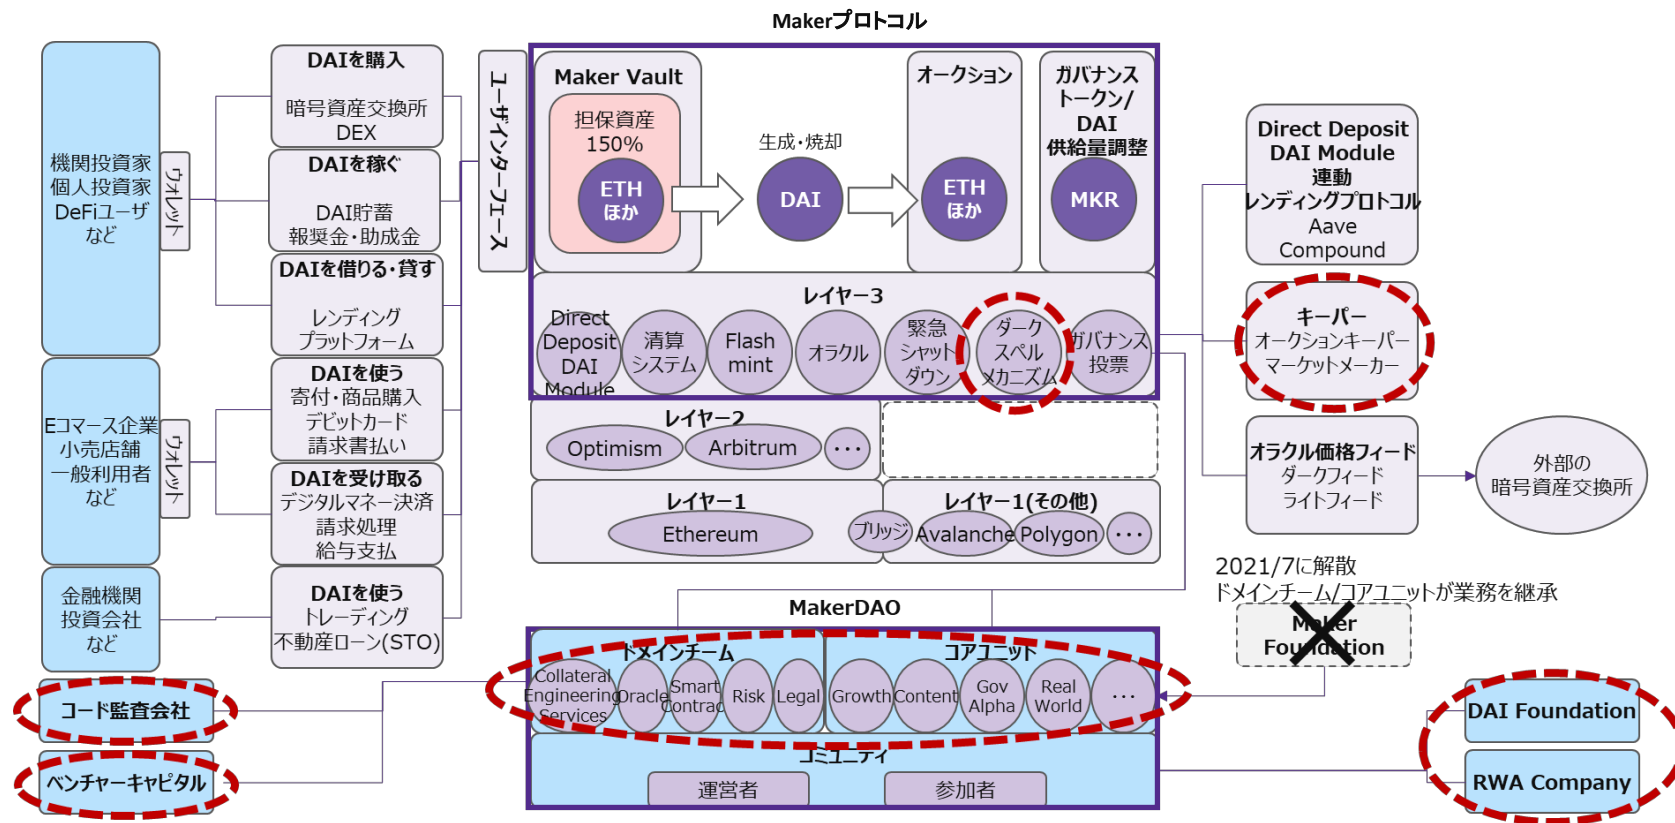 Makerプロトコル
機関投資家
個人投資家
DeFiユーザ
など
ウォレット
Eコマース企業
小売店舗
一般利用者
など
ウォレット
金融機関
投資会社
など
コード監査会社
ベンチャーキャピタル
DAIを購入
暗号資産交換所
DEX
DAIを稼ぐ
DAI貯蓄
報奨金・助成金
DAIを借りる・貸す
レンディング
プラットフォーム
DAIを使う
寄付・商品購入
デビットカード
請求書払い
DAIを受け取る
デジタルマネー決済
請求処理
給与支払
DAIを使う
トレーディング
不動産ローン(STO)
ユーザインターフェース
Maker Vault
担保資産
150%
ETH
ほか
生成・焼却
DAI
オークション
ETH
ほか
ガバナンス
トークン/
DAI
供給量調整
MKR
レイヤー3
Direct
Deposit
DAI
Module
清算
システム
Flash
mint
オラクル
緊急
シャット
ダウン
ダーク
スペル
メカニズム
ガバナンス
投票
レイヤー2
Optimism
Arbitrum
・・・
レイヤー1
Ethereum
ブリッジ
レイヤー1(その他)
Avalanche
Polygon
・・・
MakerDAO
ドメインチーム
Collateral
Engineering
Services
Oracle
Smart
Contrac
Risk
Legal
コアユニット
Growth
Content
Gov
Alpha
Real
World
・・・
コミュニティ
運営者
参加者
Direct Deposit
DAI Module
連動
レンディングプロトコル
Aave
Compound
キーパー
オークションキーパー
マーケットメーカー
オラクル価格フィード
ダークフィード
ライトフィード
外部の
暗号資産交換所
2021/7に解散
ドメインチーム/コアユニットが業務を継承
Maker
Foundation
DAI Foundation
RWA Company